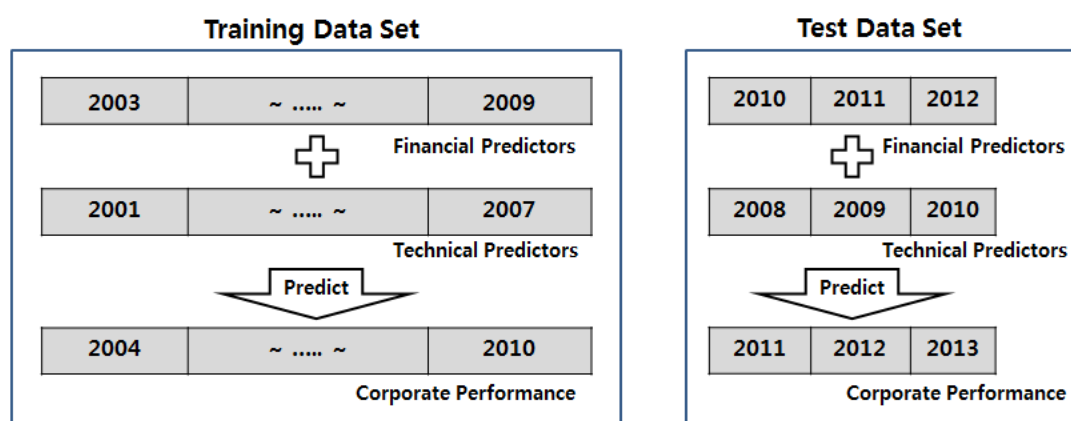 Training Data Set
2003 ~ ..... ~ 2009
Financial Predictors
2001 ~ ..... ~ 2007
Technical Predictors
Predict
2004 ~ ..... ~ 2010
Corporate Performance
Test Data Set
2010 2011 2012
Financial Predictors
2008 2009 2010
Technical Predictors
Predict
2011 2012 2013
Corporate Performance